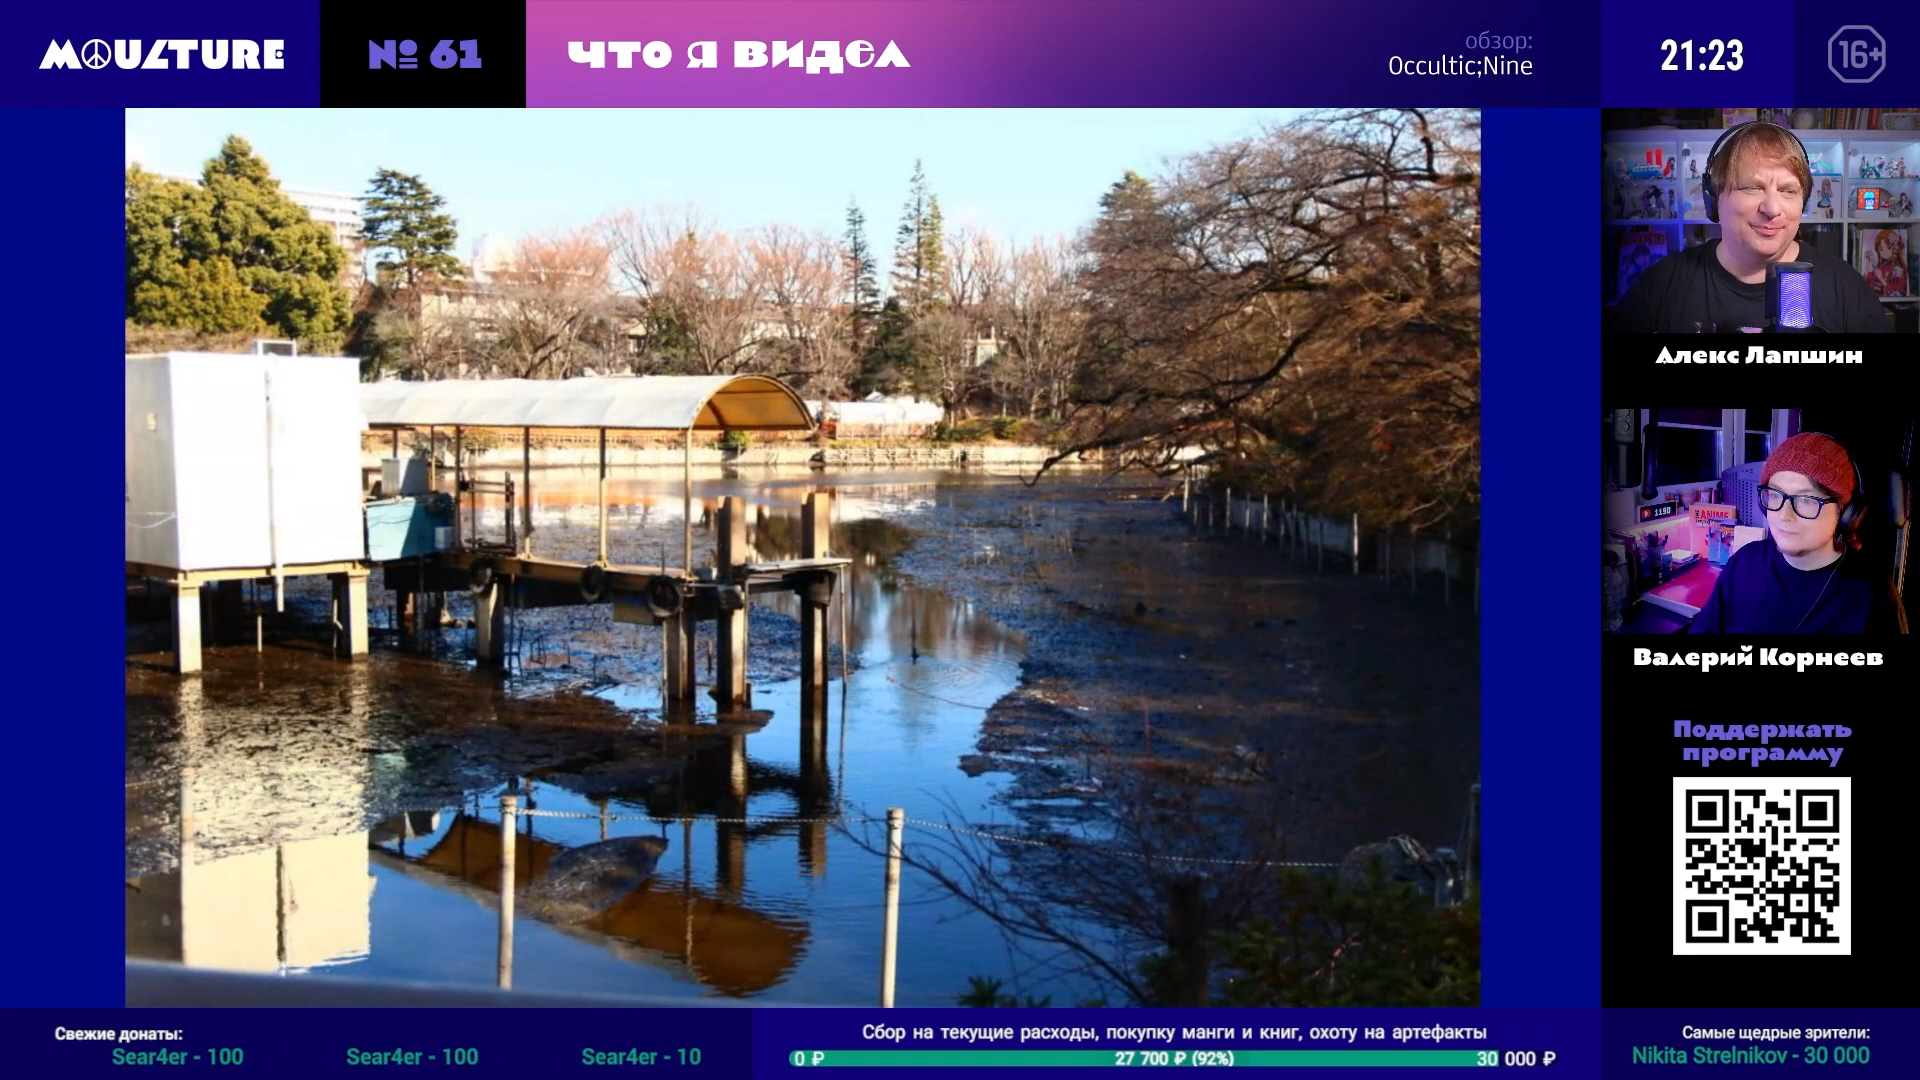 MOULTURE
№ 61
что я видел
обзор:
Occultic;Nine
21:23
16+
Алекс Лапшин
1190
ANIME
Валерий Корнеев
Поддержать
программу
Свежие донаты:
Sear4er - 100
Sear4er - 100
Sear4er - 10
Сбор на текущие расходы, покупку манги и книг, охоту на артефакты
0 ₽
27 700 ₽ (92%)
30 000 ₽
Самые щедрые зрители:
Nikita Strelnikov - 30 000